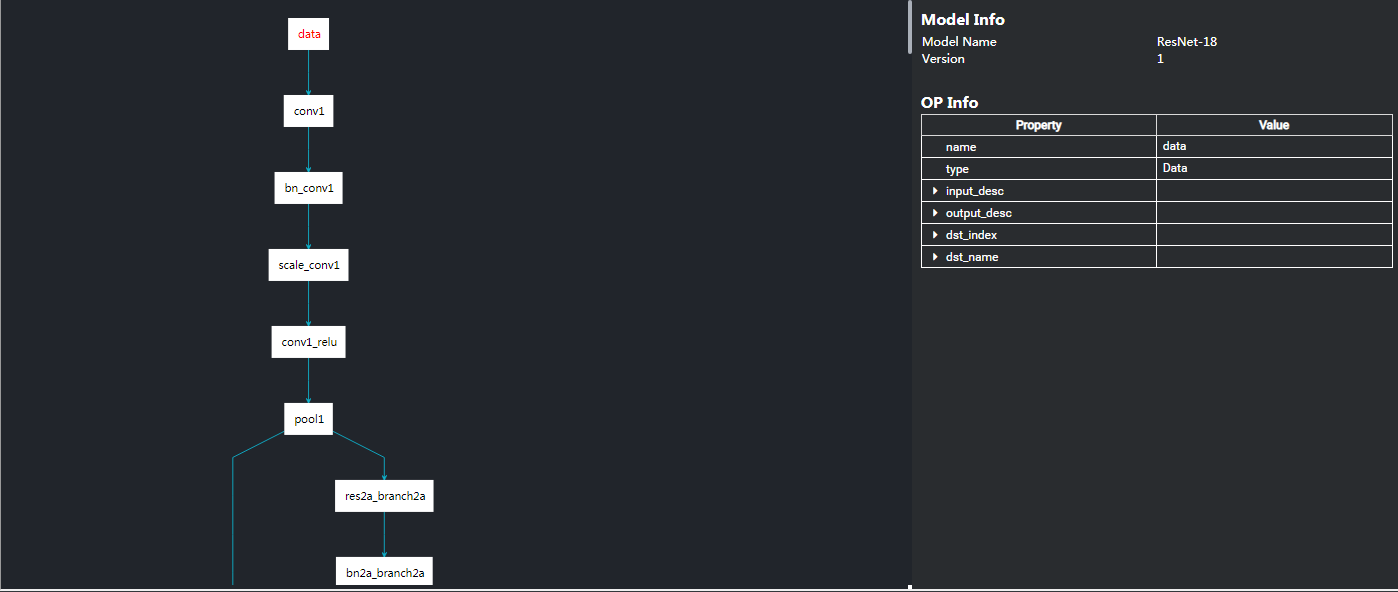 data
conv1
bn_conv1
scale_conv1
conv1_relu
pool1
res2a_branch2a
bn2a_branch2a
Model Info
Model Name ResNet-18
Version 1
OP Info
Property Value
name data
type Data
input_desc
output_desc
dst_index
dst_name